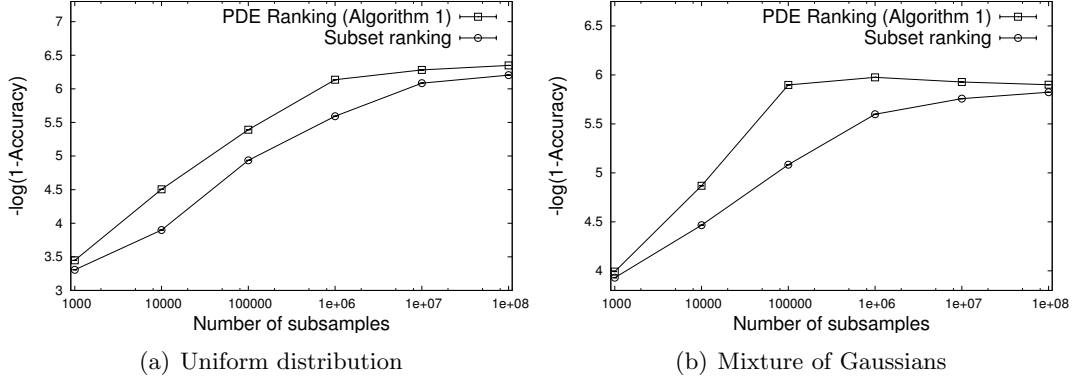 PDE Ranking (Algorithm 1)
Subset ranking
-log(1-Accuracy)
7
6.5
6
5.5
5
4.5
4
3.5
3
1000 10000 100000 1e+06 1e+07 1e+08
Number of subsamples
(a) Uniform distribution
PDE Ranking (Algorithm 1)
Subset ranking
-log(1-Accuracy)
6.5
6
5.5
5
4.5
4
1000 10000 100000 1e+06 1e+07 1e+08
Number of subsamples
(b) Mixture of Gaussians